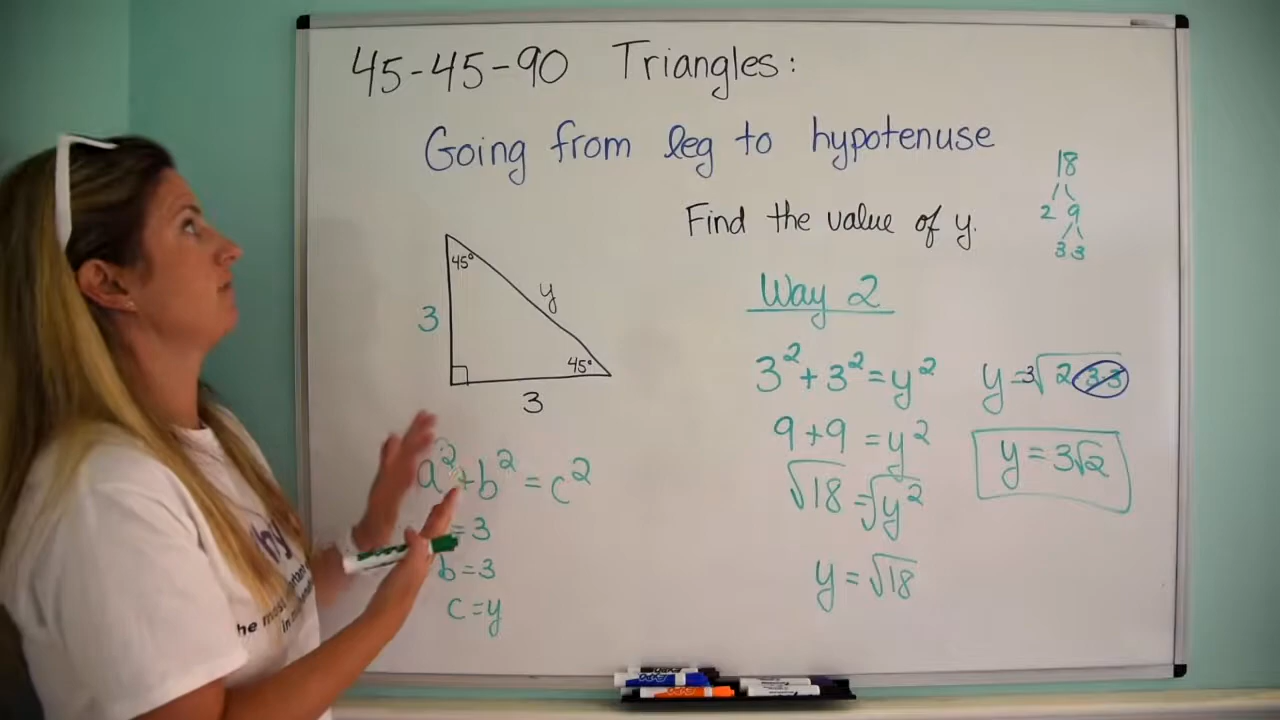 45-45-90 Triangles:
Going from leg to hypotenuse
Find the value of y.
18
2 9
3 3
45°
3
y
45°
3
a²+b²=c²
=3
b=3
c=y
Way 2
3²+3²=y²
9+9=y²
√18=√y²
y=√18
y=3√2 3·3
y=3√2